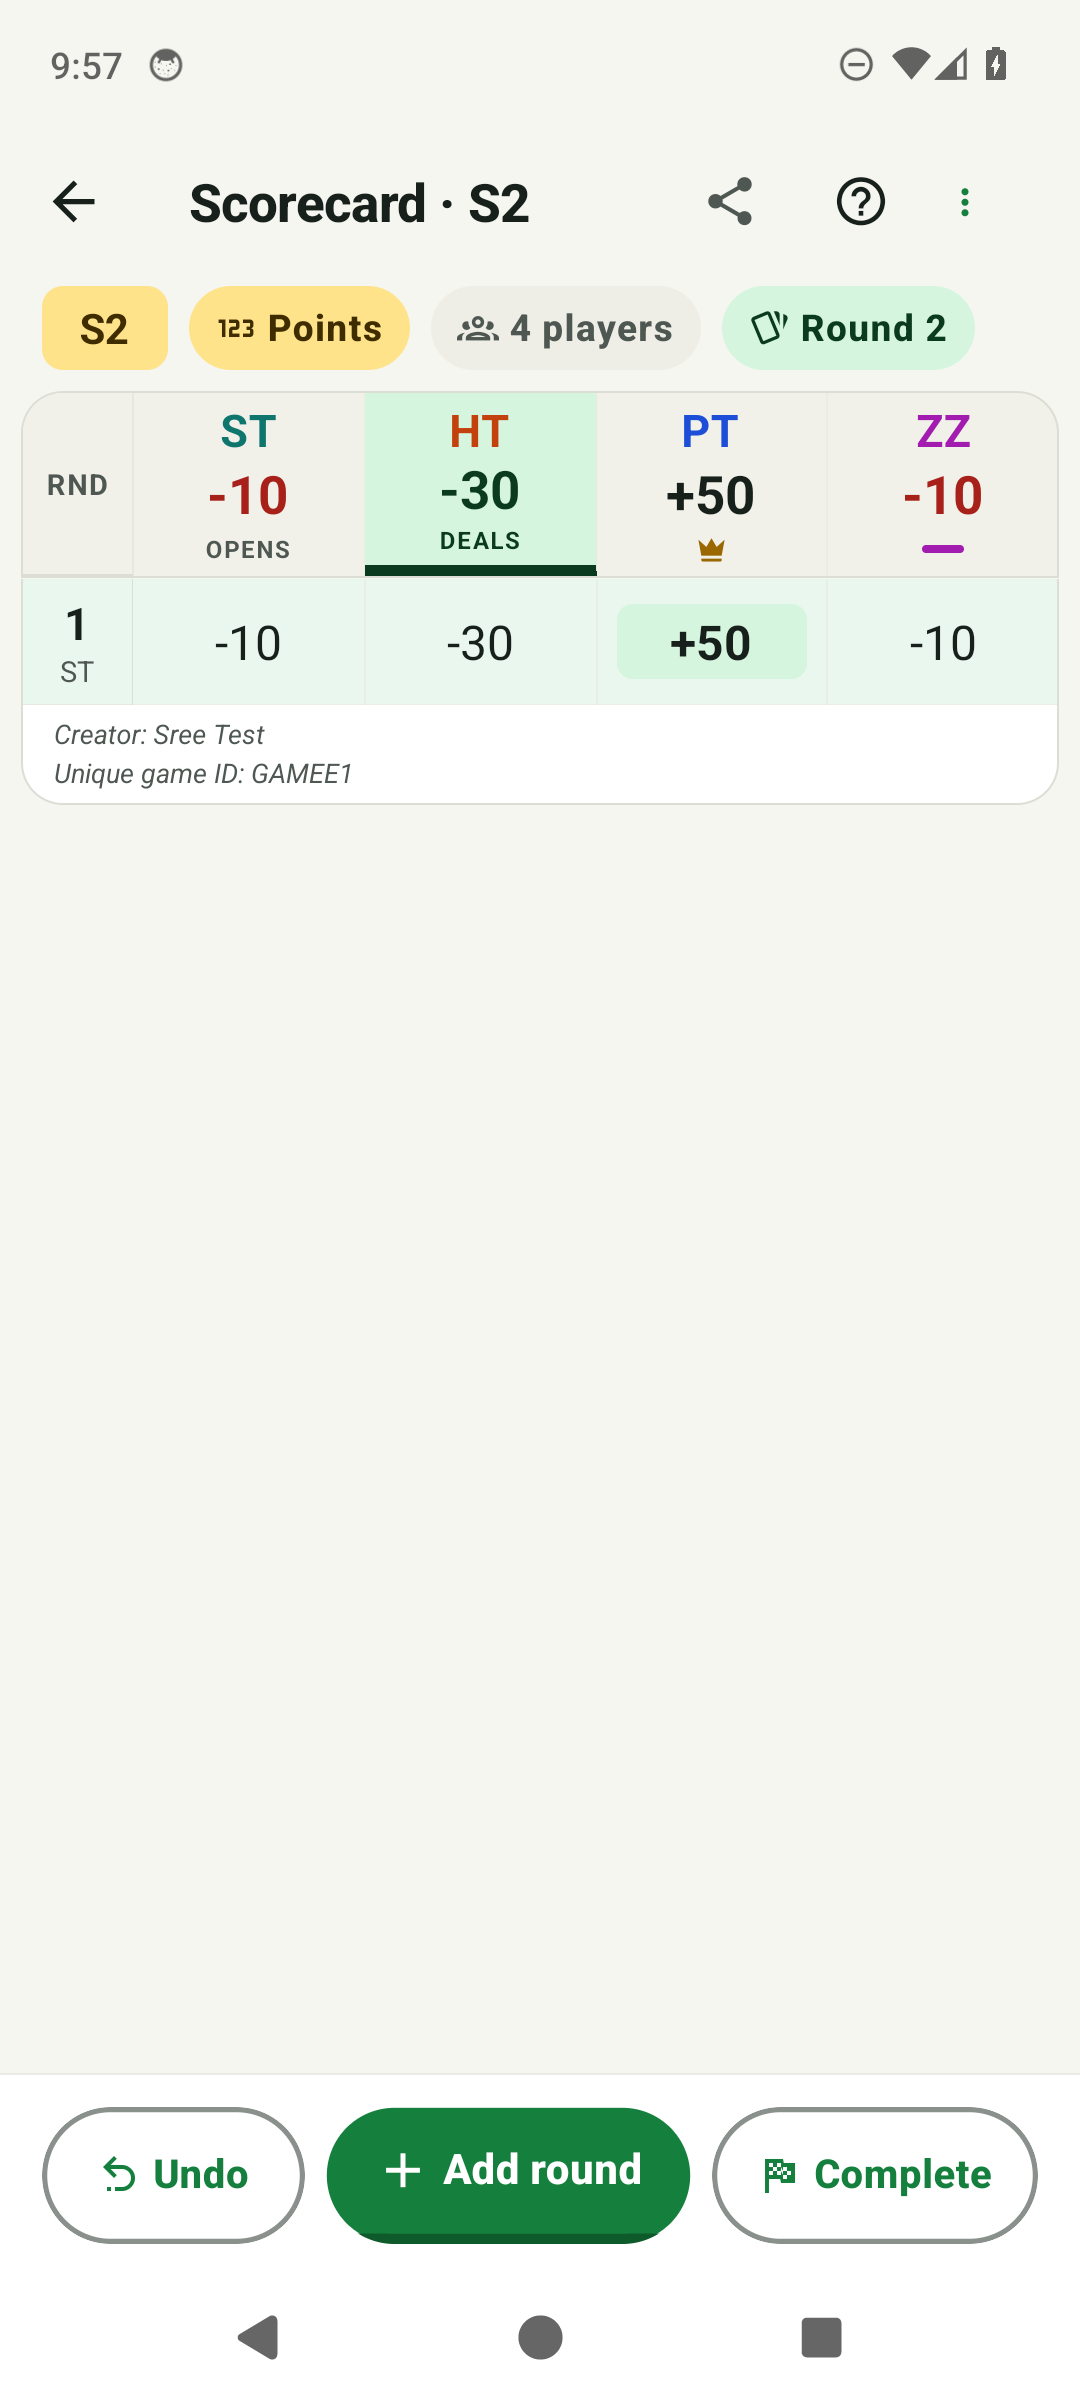 9:57
Scorecard · S2
S2
123 Points
4 players
Round 2
RND
ST
HT
PT
ZZ
-10
-30
+50
-10
OPENS
DEALS
1
ST
-10
-30
+50
-10
Creator: Sree Test
Unique game ID: GAMEE1
Undo
+ Add round
Complete